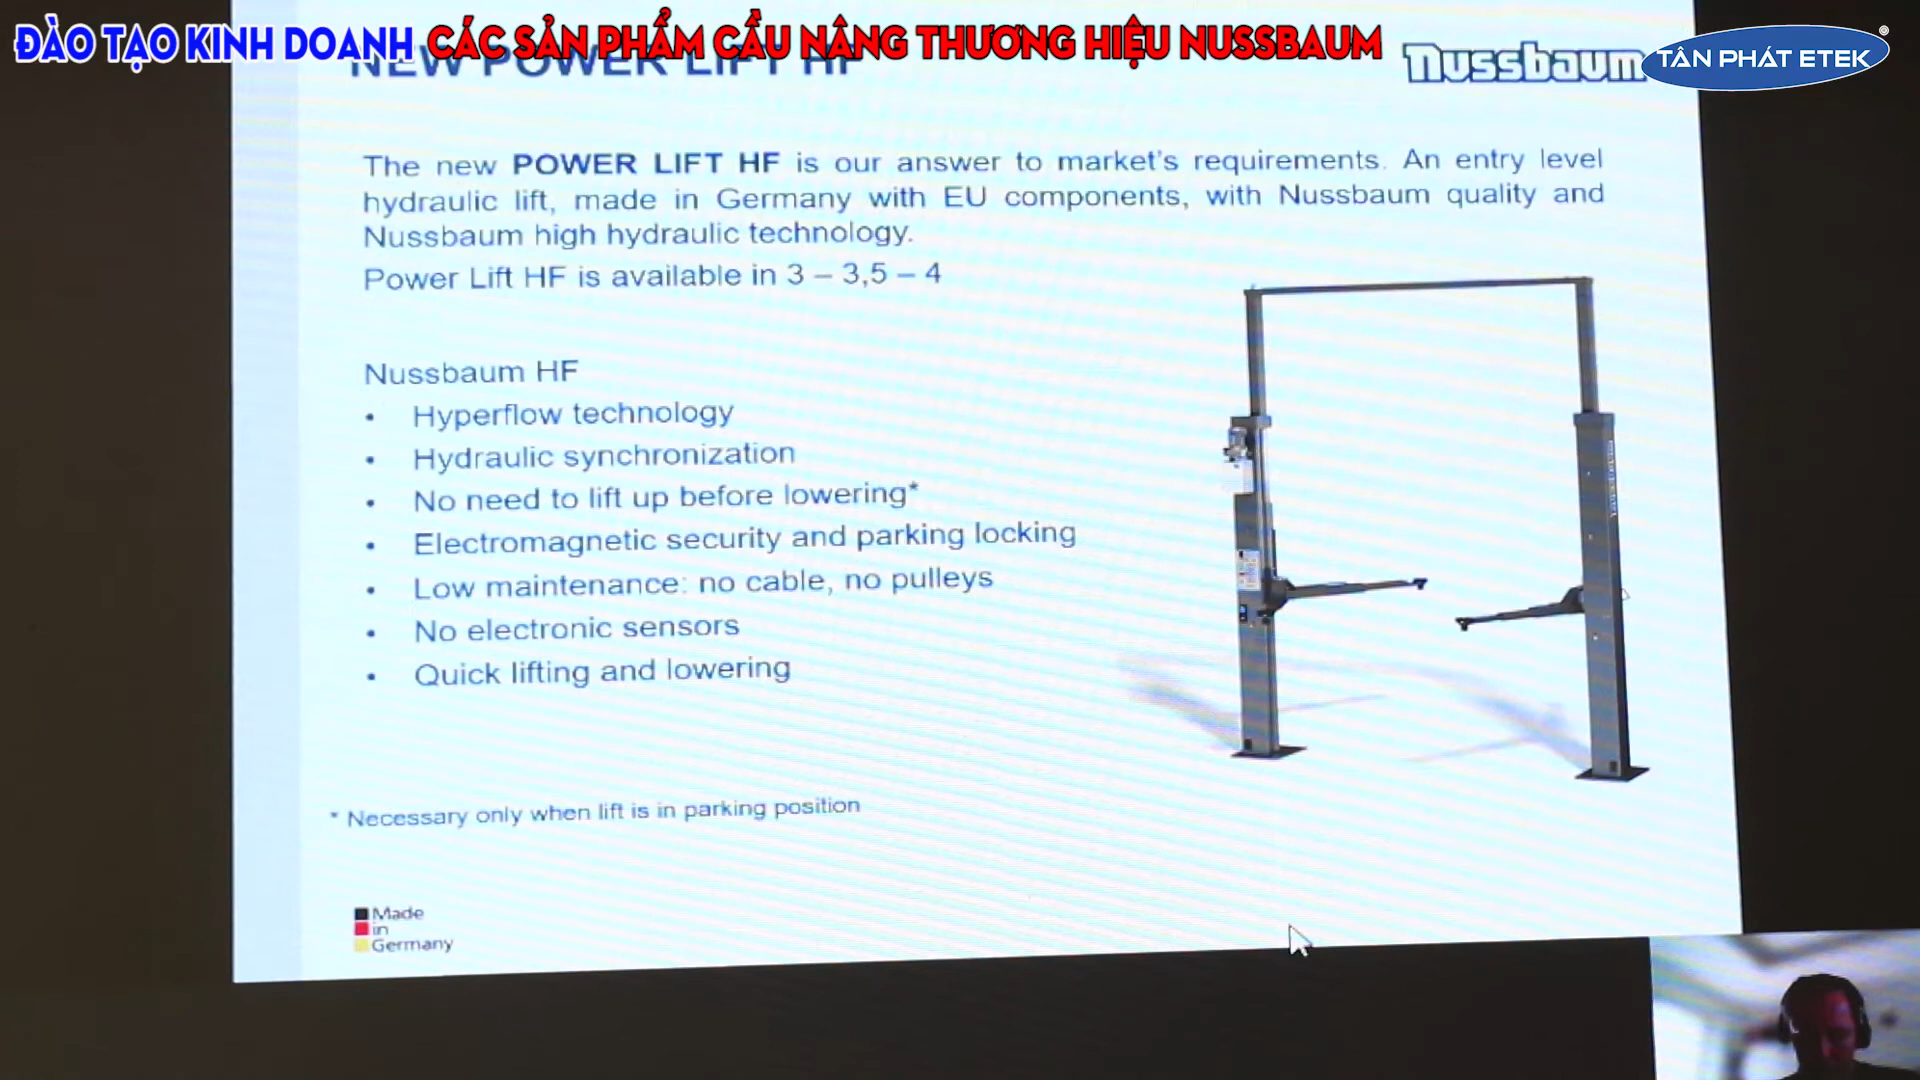 ĐÀO TẠO KINH DOANH CÁC SẢN PHẨM CẦU NÂNG THƯƠNG HIỆU NUSSBAUM
NEW POWER LIFT HF
Nussbaum
TÂN PHÁT ETEK
The new POWER LIFT HF is our answer to market's requirements. An entry level
hydraulic lift, made in Germany with EU components, with Nussbaum quality and
Nussbaum high hydraulic technology.
Power Lift HF is available in 3 – 3,5 – 4
Nussbaum HF
• Hyperflow technology
• Hydraulic synchronization
• No need to lift up before lowering*
• Electromagnetic security and parking locking
• Low maintenance: no cable, no pulleys
• No electronic sensors
• Quick lifting and lowering
* Necessary only when lift is in parking position
Made
in
Germany